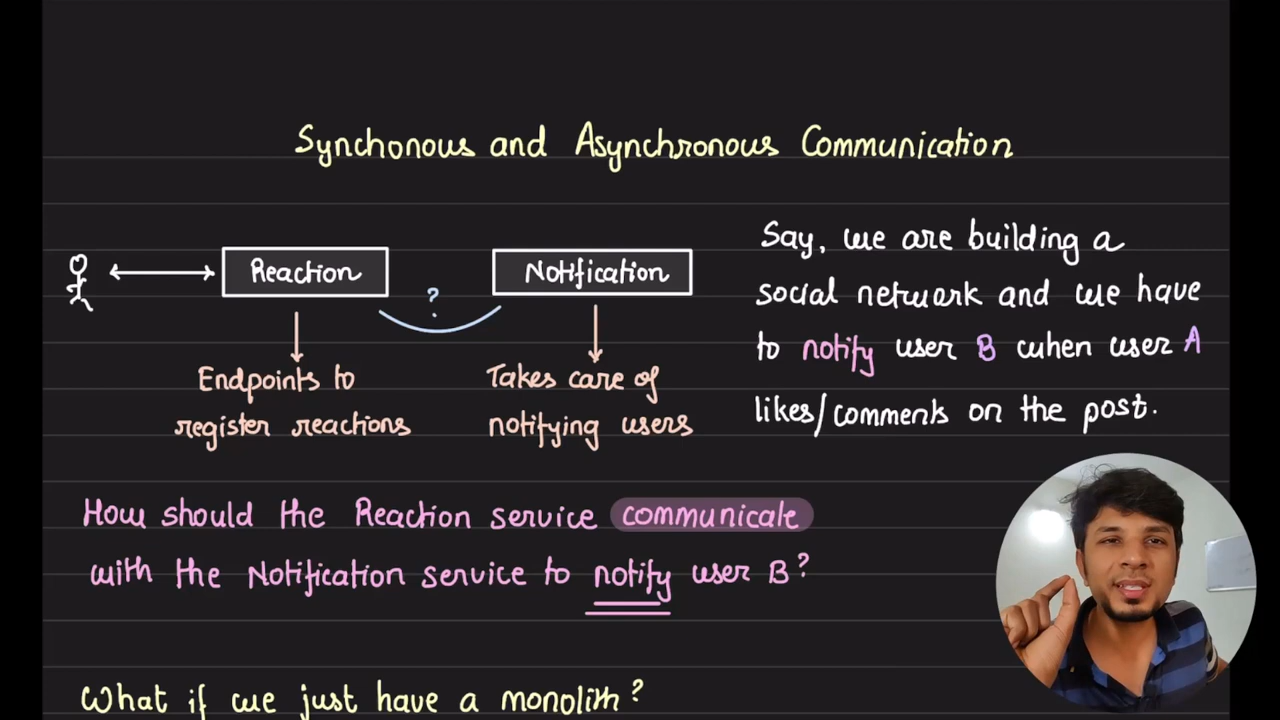 Synchonous and Asynchronous Communication
Reaction
?
Notification
Endpoints to
register reactions
Takes care of
notifying users
Say, we are building a
social network and we have
to notify user B when user A
likes/comments on the post.
How should the Reaction service communicate
with the Notification service to notify user B?
What if we just have a monolith?